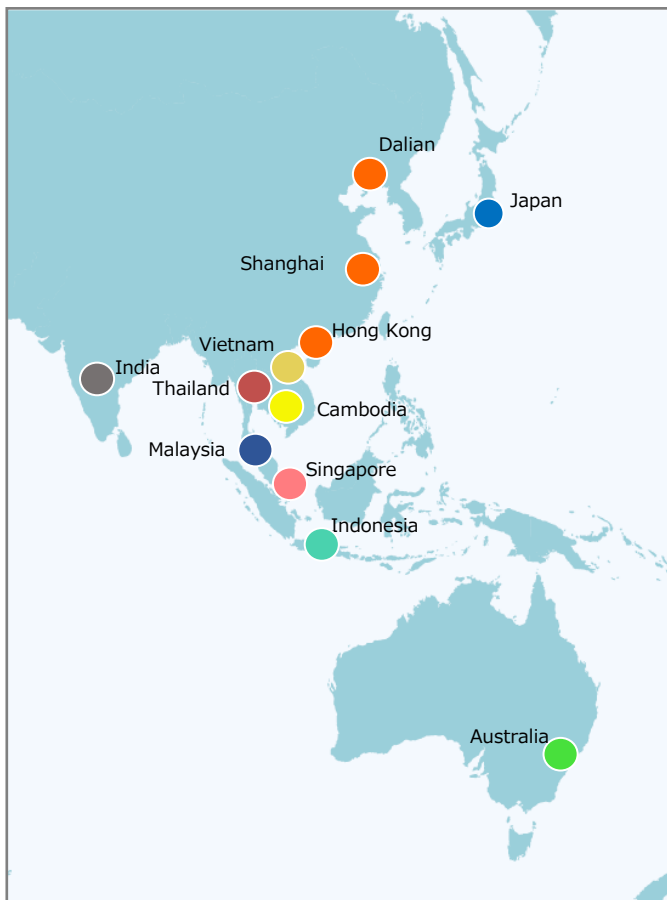 Dalian
Japan
Shanghai
Hong Kong
Vietnam
India
Thailand
Cambodia
Malaysia
Singapore
Indonesia
Australia